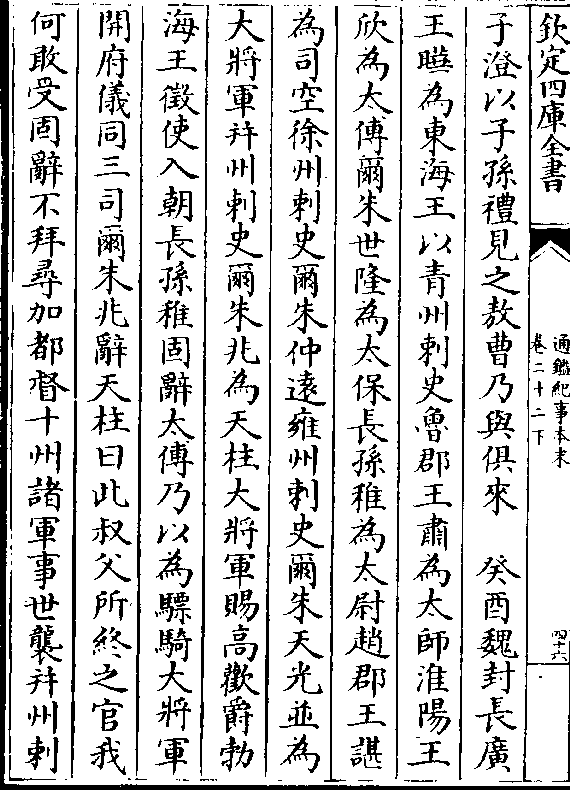 欽定四庫全書
通鑑紀事本末
卷二十二下
四十六
子澄以子孫禮見之敖曹乃與俱來　癸酉魏封長廣
王曄為東海王以青州刺史魯郡王肅為太師淮陽王
欣為太傅爾朱世隆為太保長孫稚為太尉趙郡王諶
為司空徐州刺史爾朱仲遠雍州刺史爾朱天光並為
大將軍并州刺史爾朱兆為天柱大將軍賜高歡爵勃
海王徵使入朝長孫稚固辭太傅乃以為驃騎大將軍
開府儀同三司爾朱兆辭天柱曰此叔父所終之官我
何敢受固辭不拜尋加都督十州諸軍事世襲并州刺